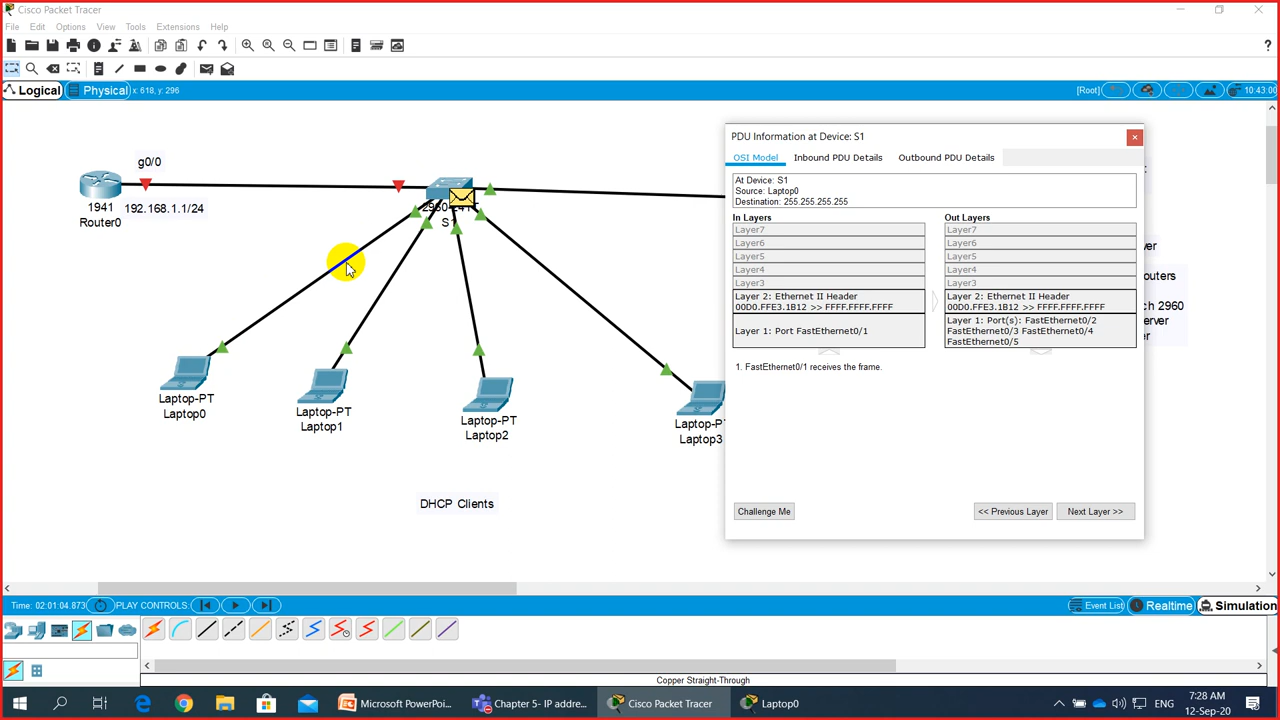 Cisco Packet Tracer
File Edit Options View Tools Extensions Help
?
Logical Physical x: 618, y: 296 [Root] 10:43:00
PDU Information at Device: S1
OSI Model Inbound PDU Details Outbound PDU Details
At Device: S1
Source: Laptop0
Destination: 255.255.255.255
In Layers Out Layers
Layer7 Layer7
Layer6 Layer6
Layer5 Layer5
Layer4 Layer4
Layer3 Layer3
Layer 2: Ethernet II Header
00D0.FFE3.1B12 >> FFFF.FFFF.FFFF
Layer 2: Ethernet II Header
00D0.FFE3.1B12 >> FFFF.FFFF.FFFF
Layer 1: Port FastEthernet0/1
Layer 1: Port(s): FastEthernet0/2
FastEthernet0/3 FastEthernet0/4
FastEthernet0/5
1. FastEthernet0/1 receives the frame.
Challenge Me << Previous Layer Next Layer >>
g0/0
192.168.1.1/24
1941
Router0
S1
Laptop-PT
Laptop0
Laptop-PT
Laptop1
Laptop-PT
Laptop2
Laptop-PT
Laptop3
DHCP Clients
ver
outers
ch 2960
erver
er
Time: 02:01:04.873 PLAY CONTROLS: Event List Realtime Simulation
Copper Straight-Through
Microsoft PowerPoi... Chapter 5- IP addre... Cisco Packet Tracer Laptop0
ENG
7:28 AM
12-Sep-20